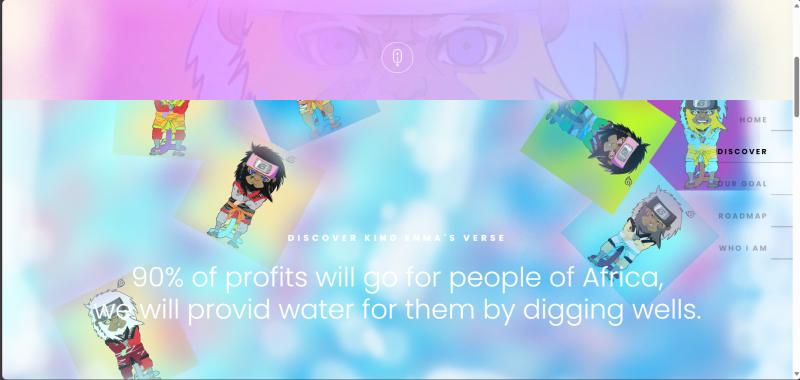 HOME
DISCOVER
OUR GOAL
ROADMAP
WHO I AM
DISCOVER KIND ENMA'S VERSE
90% of profits will go for people of Africa,
we will provid water for them by digging wells.